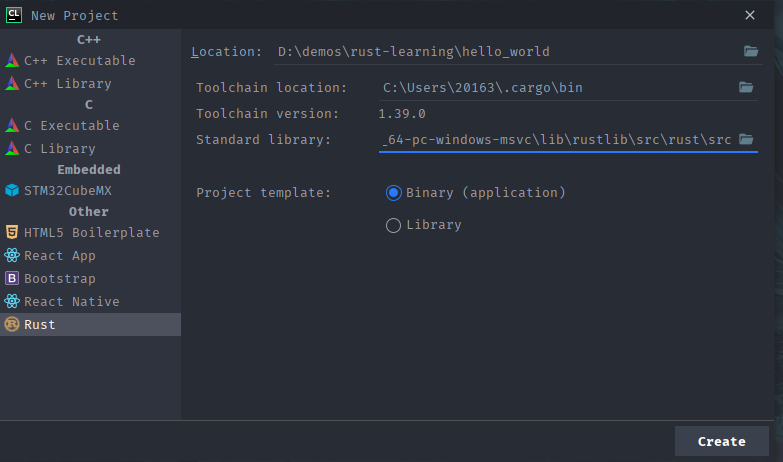 CL New Project
C++
C++ Executable
C++ Library
C
C Executable
C Library
Embedded
STM32CubeMX
Other
HTML5 Boilerplate
React App
B Bootstrap
React Native
Rust
Location: D:\demos\rust-learning\hello_world
Toolchain location: C:\Users\20163\.cargo\bin
Toolchain version: 1.39.0
Standard library: _64-pc-windows-msvc\lib\rustlib\src\rust\src
Project template: Binary (application)
Library
Create